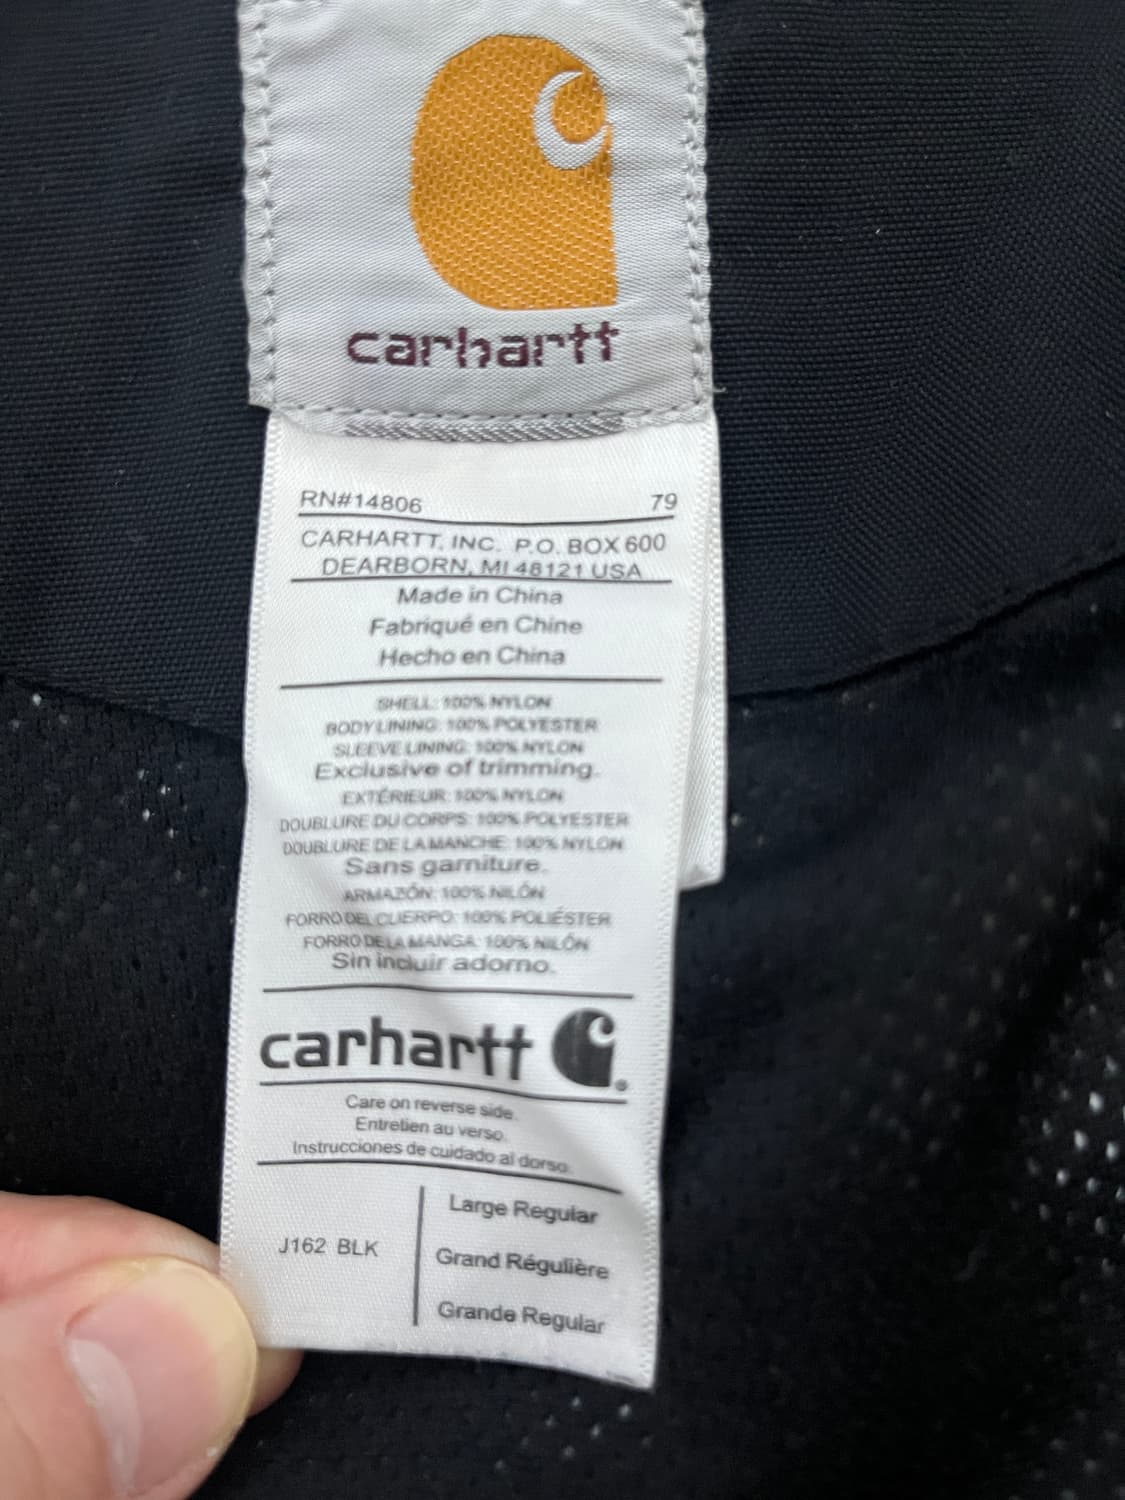 carhartt
RN#14806 79
CARHARTT, INC. P.O. BOX 600
DEARBORN, MI 48121 USA
Made in China
Fabriqué en Chine
Hecho en China
SHELL: 100% NYLON
BODY LINING: 100% POLYESTER
SLEEVE LINING: 100% NYLON
Exclusive of trimming.
EXTÉRIEUR: 100% NYLON
DOUBLURE DU CORPS: 100% POLYESTER
DOUBLURE DE LA MANCHE: 100% NYLON
Sans garniture.
ARMAZÓN: 100% NILÓN
FORRO DEL CUERPO: 100% POLIÉSTER
FORRO DE LA MANGA: 100% NILÓN
Sin incluir adorno.
carhartt ®
Care on reverse side.
Entretien au verso.
Instrucciones de cuidado al dorso.
J162 BLK
Large Regular
Grand Régulière
Grande Regular